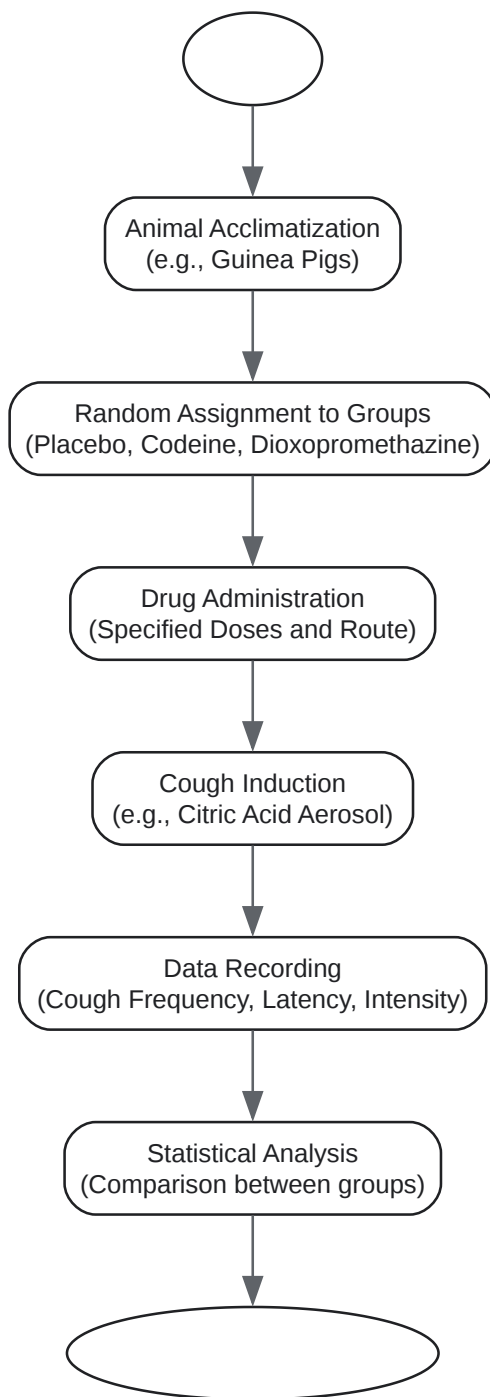 Animal Acclimatization
(e.g., Guinea Pigs)
Random Assignment to Groups
(Placebo, Codeine, Dioxopromethazine)
Drug Administration
(Specified Doses and Route)
Cough Induction
(e.g., Citric Acid Aerosol)
Data Recording
(Cough Frequency, Latency, Intensity)
Statistical Analysis
(Comparison between groups)